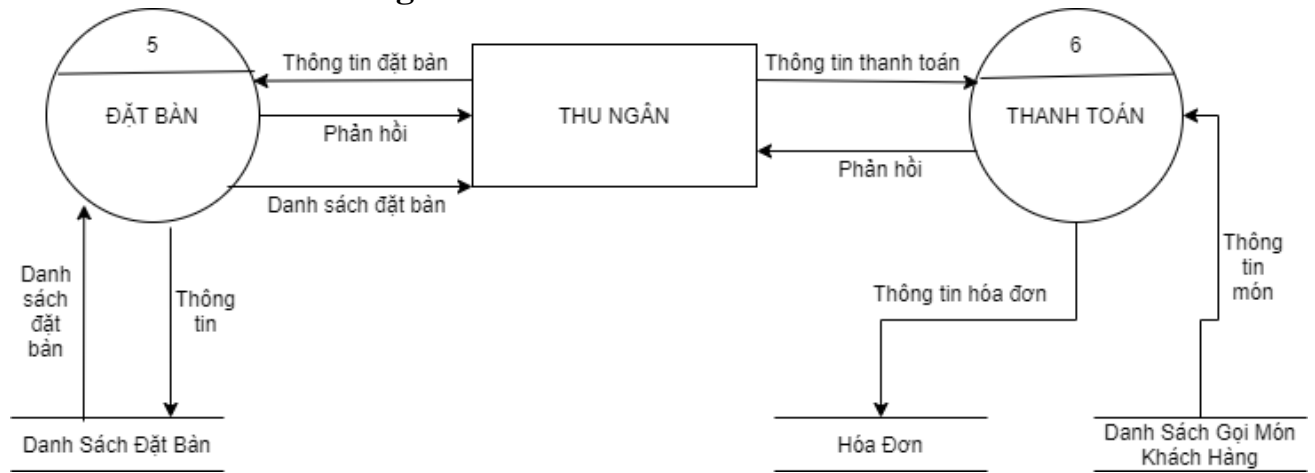 5
Thông tin đặt bàn
Thông tin thanh toán
6
ĐẶT BÀN
THU NGÂN
THANH TOÁN
Phản hồi
Phản hồi
Danh sách đặt bàn
Danh
sách
đặt
bàn
Thông
tin
Thông tin hóa đơn
Thông
tin
món
Danh Sách Đặt Bàn
Hóa Đơn
Danh Sách Gọi Món
Khách Hàng